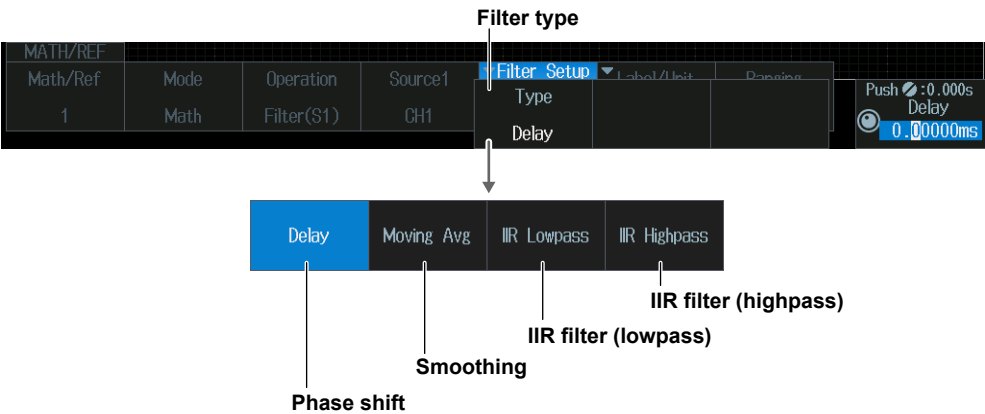 Filter type
MATH/REF
Math/Ref Mode Operation Source1 Filter Setup Label/Unit Ranging
1 Math Filter(S1) CH1
Type
Delay
Push :0.000s
Delay
0.00000ms
Delay Moving Avg IIR Lowpass IIR Highpass
IIR filter (highpass)
IIR filter (lowpass)
Smoothing
Phase shift